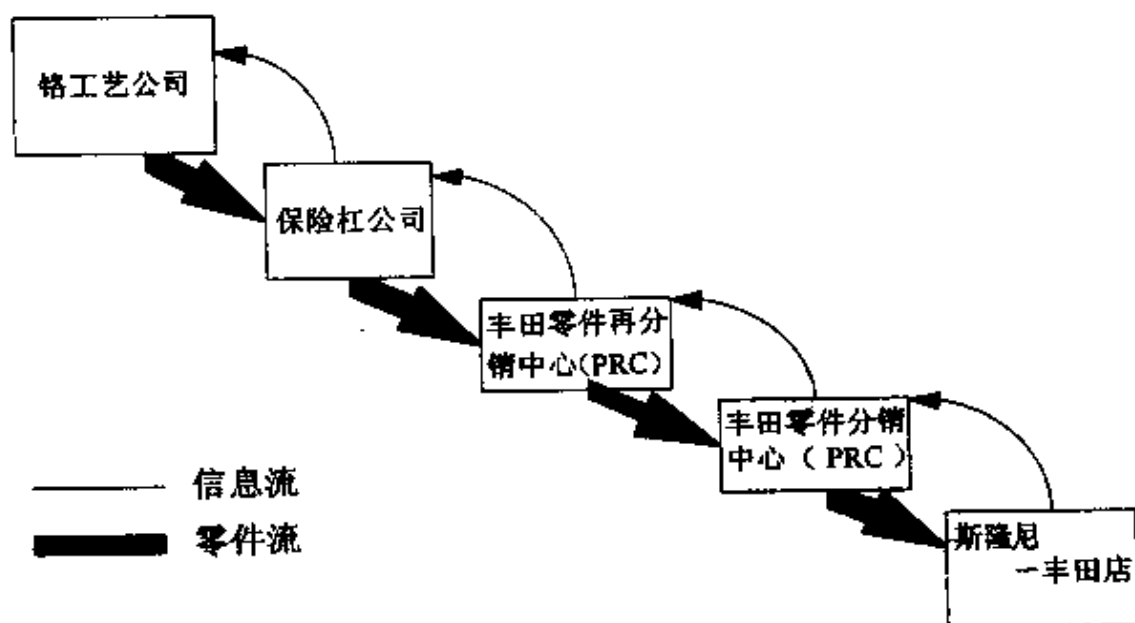 铬工艺公司
保险杠公司
丰田零件再分
销中心(PRC)
丰田零件分销
中心（PRC）
斯隆尼
一丰田店
信息流
零件流